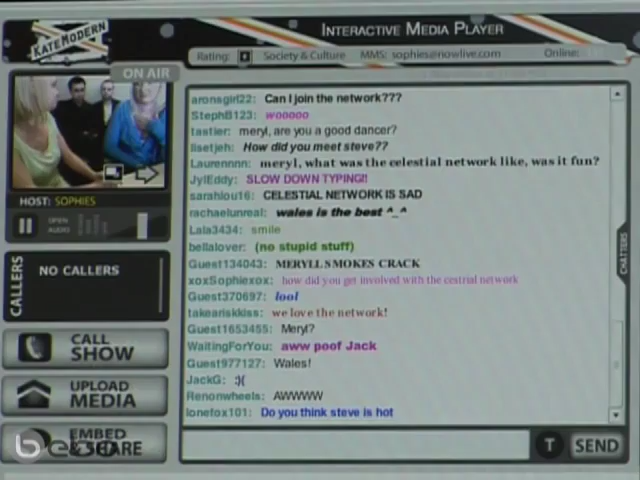 KATEMODERN
INTERACTIVE MEDIA PLAYER
Rating: Society & Culture MMS: sophies@nowlive.com Online:
ON AIR
aronsgirl22: Can I join the network???
StephB123: wooooo
tastier: meryl, are you a good dancer?
lisetjeh: How did you meet steve??
Laurennnn: meryl, what was the celestial network like, was it fun?
JylEddy: SLOW DOWN TYPING!!
sarahlou16: CELESTIAL NETWORK IS SAD
rachaelunreal: wales is the best ^_^
Lala3434: smile
bellalover: (no stupid stuff)
Guest134043: MERYLL SMOKES CRACK
xoxSophiexox: how did you get involved with the cestrial network
Guest370697: lool
takeariskkiss: we love the network!
Guest1653455: Meryl?
WaitingForYou: aww poof Jack
Guest977127: Wales!
JackG: :)(
Renonwheels: AWWWW
lonefox101: Do you think steve is hot
HOST: SOPHIES
OPEN
AUDIO
CALLERS
NO CALLERS
CHATTERS
CALL
SHOW
UPLOAD
MEDIA
EMBED
& SHARE
bebo
T SEND